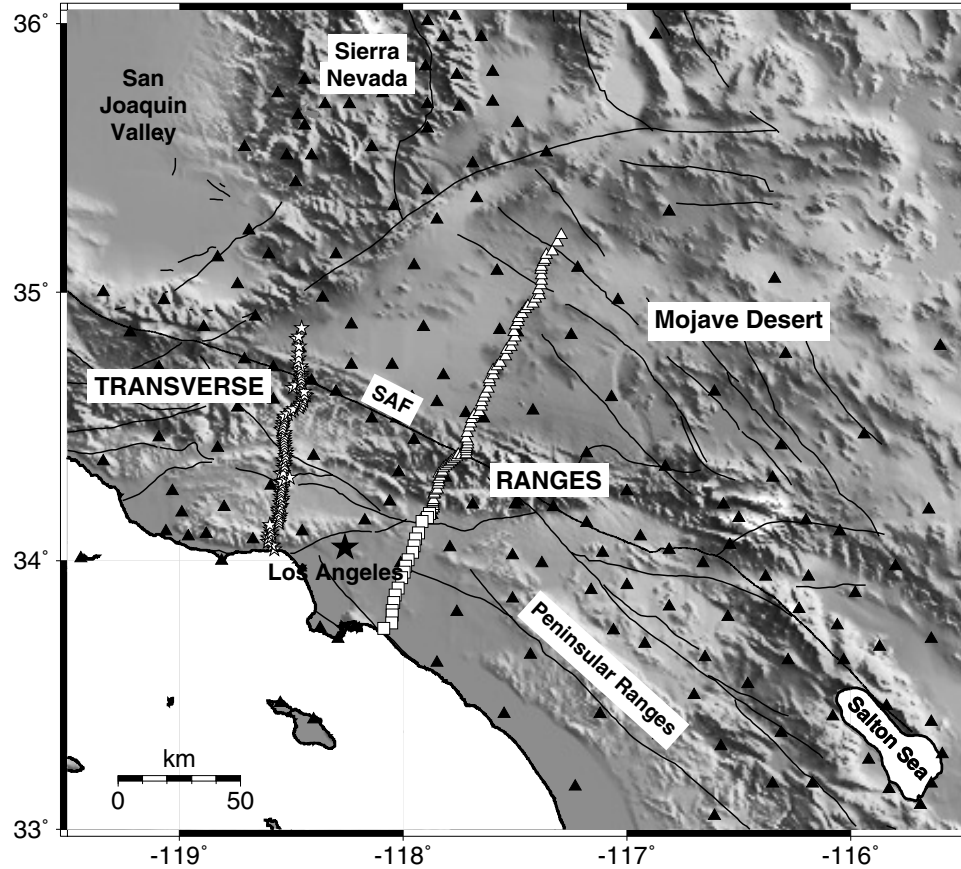 36°
Sierra
Nevada
San
Joaquin
Valley
35°
Mojave Desert
TRANSVERSE
SAF
RANGES
34°
Los Angeles
Peninsular Ranges
Salton Sea
km
0 50
33°
-119° -118° -117° -116°